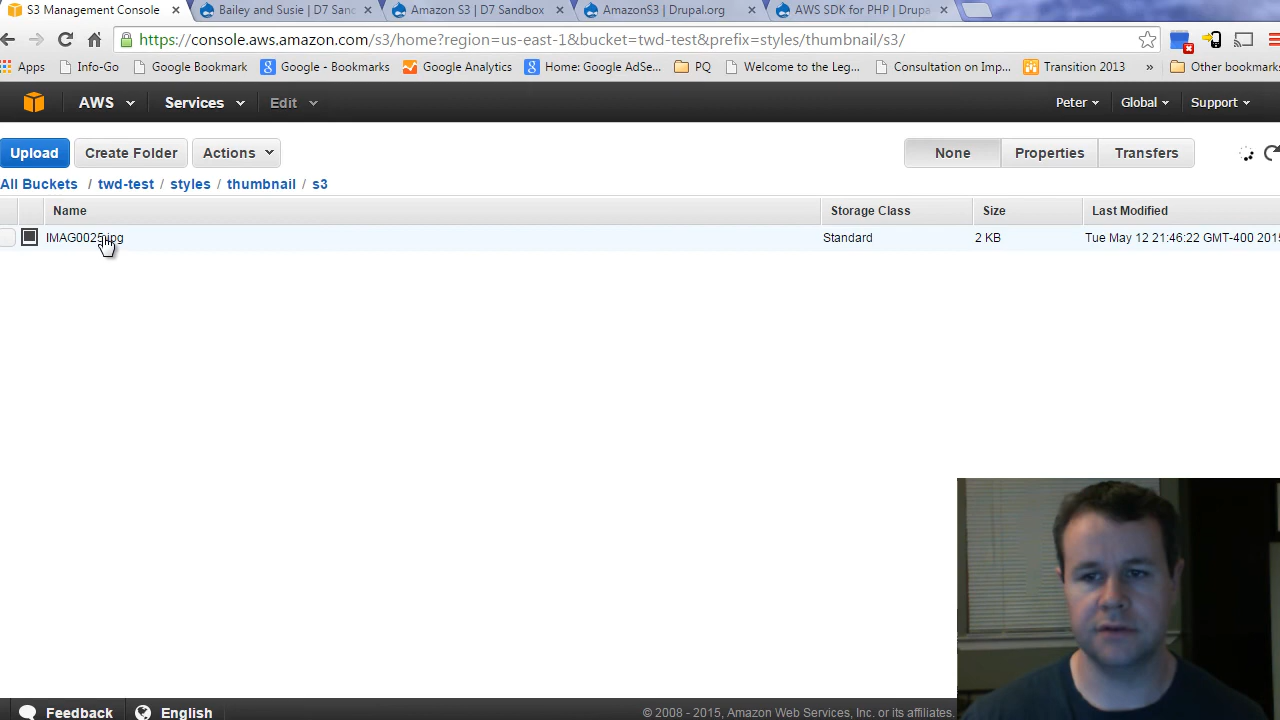 S3 Management Console
Bailey and Susie | D7 Sand
Amazon S3 | D7 Sandbox
AmazonS3 | Drupal.org
AWS SDK for PHP | Drupa
https://console.aws.amazon.com/s3/home?region=us-east-1&bucket=twd-test&prefix=styles/thumbnail/s3/
Apps
Info-Go
Google Bookmark
Google - Bookmarks
Google Analytics
Home: Google AdSe...
PQ
Welcome to the Leg...
Consultation on Imp...
Transition 2013
»
Other bookmarks
AWS
Services
Edit
Peter
Global
Support
Upload
Create Folder
Actions
None
Properties
Transfers
All Buckets / twd-test / styles / thumbnail / s3
Name
Storage Class
Size
Last Modified
IMAG0025.jpg
Standard
2 KB
Tue May 12 21:46:22 GMT-400 2015
Feedback
English
© 2008 - 2015, Amazon Web Services, Inc. or its affiliates.